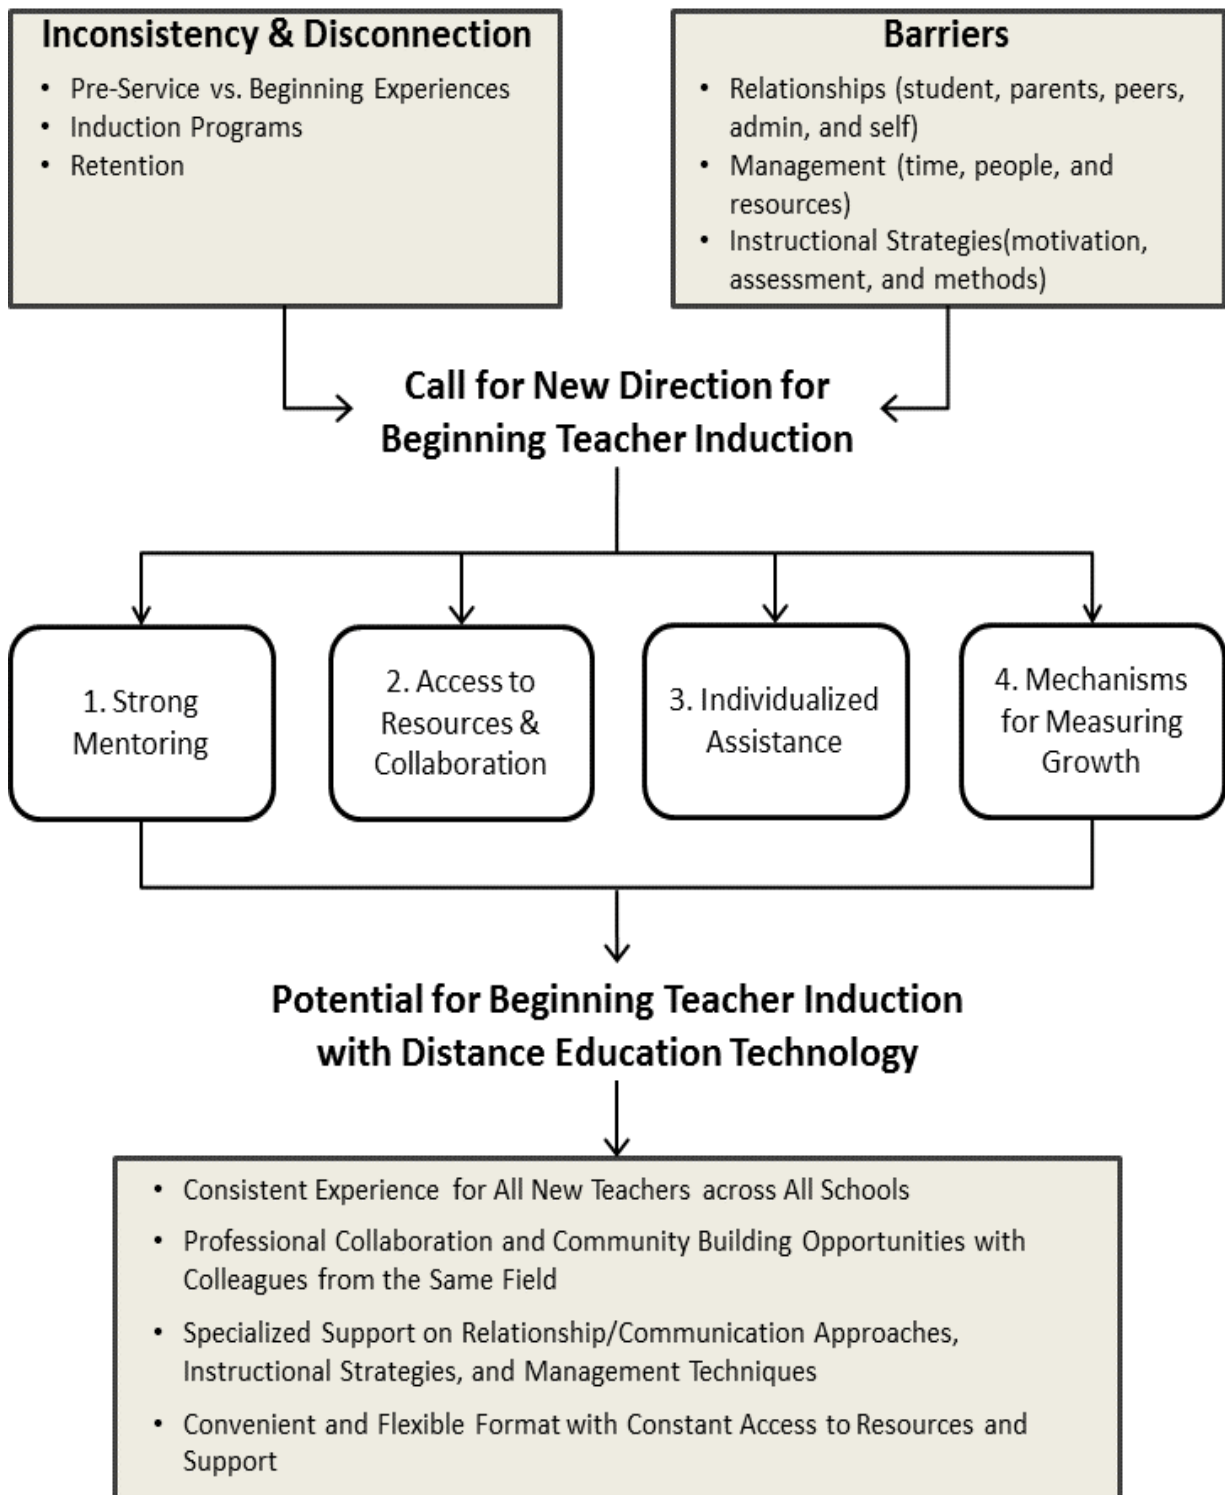 Inconsistency & Disconnection
• Pre-Service vs. Beginning Experiences
• Induction Programs
• Retention
Barriers
• Relationships (student, parents, peers,
admin, and self)
• Management (time, people, and
resources)
• Instructional Strategies(motivation,
assessment, and methods)
Call for New Direction for
Beginning Teacher Induction
1. Strong
Mentoring
2. Access to
Resources &
Collaboration
3. Individualized
Assistance
4. Mechanisms
for Measuring
Growth
Potential for Beginning Teacher Induction
with Distance Education Technology
• Consistent Experience for All New Teachers across All Schools
• Professional Collaboration and Community Building Opportunities with
Colleagues from the Same Field
• Specialized Support on Relationship/Communication Approaches,
Instructional Strategies, and Management Techniques
• Convenient and Flexible Format with Constant Access to Resources and
Support